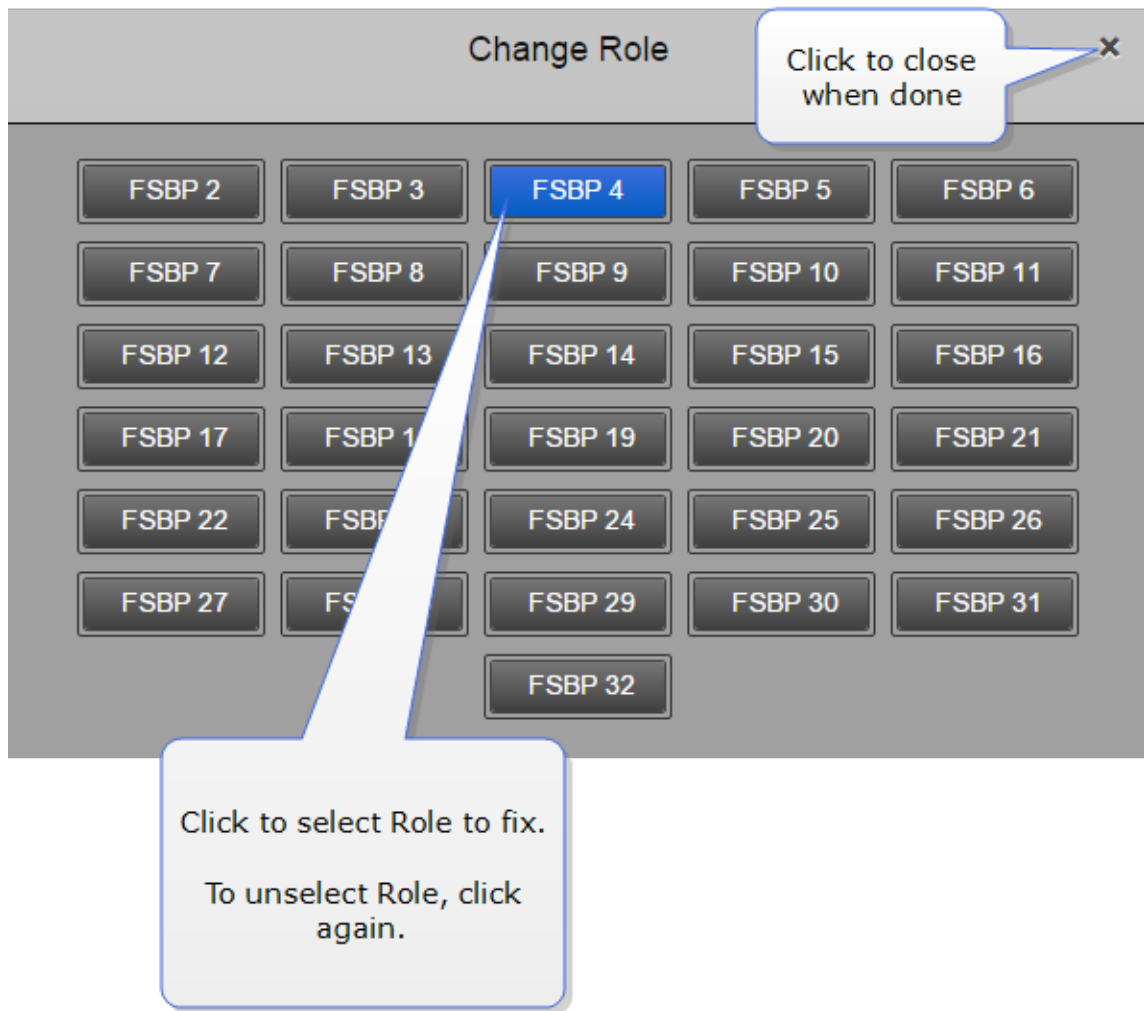 Change Role
Click to close
when done
×
FSBP 2 FSBP 3 FSBP 4 FSBP 5 FSBP 6
FSBP 7 FSBP 8 FSBP 9 FSBP 10 FSBP 11
FSBP 12 FSBP 13 FSBP 14 FSBP 15 FSBP 16
FSBP 17 FSBP FSBP 19 FSBP 20 FSBP 21
FSBP 22 FSBP 24 FSBP 25 FSBP 26
FSBP 27 FSBP 29 FSBP 30 FSBP 31
FSBP 32
Click to select Role to fix.
To unselect Role, click
again.